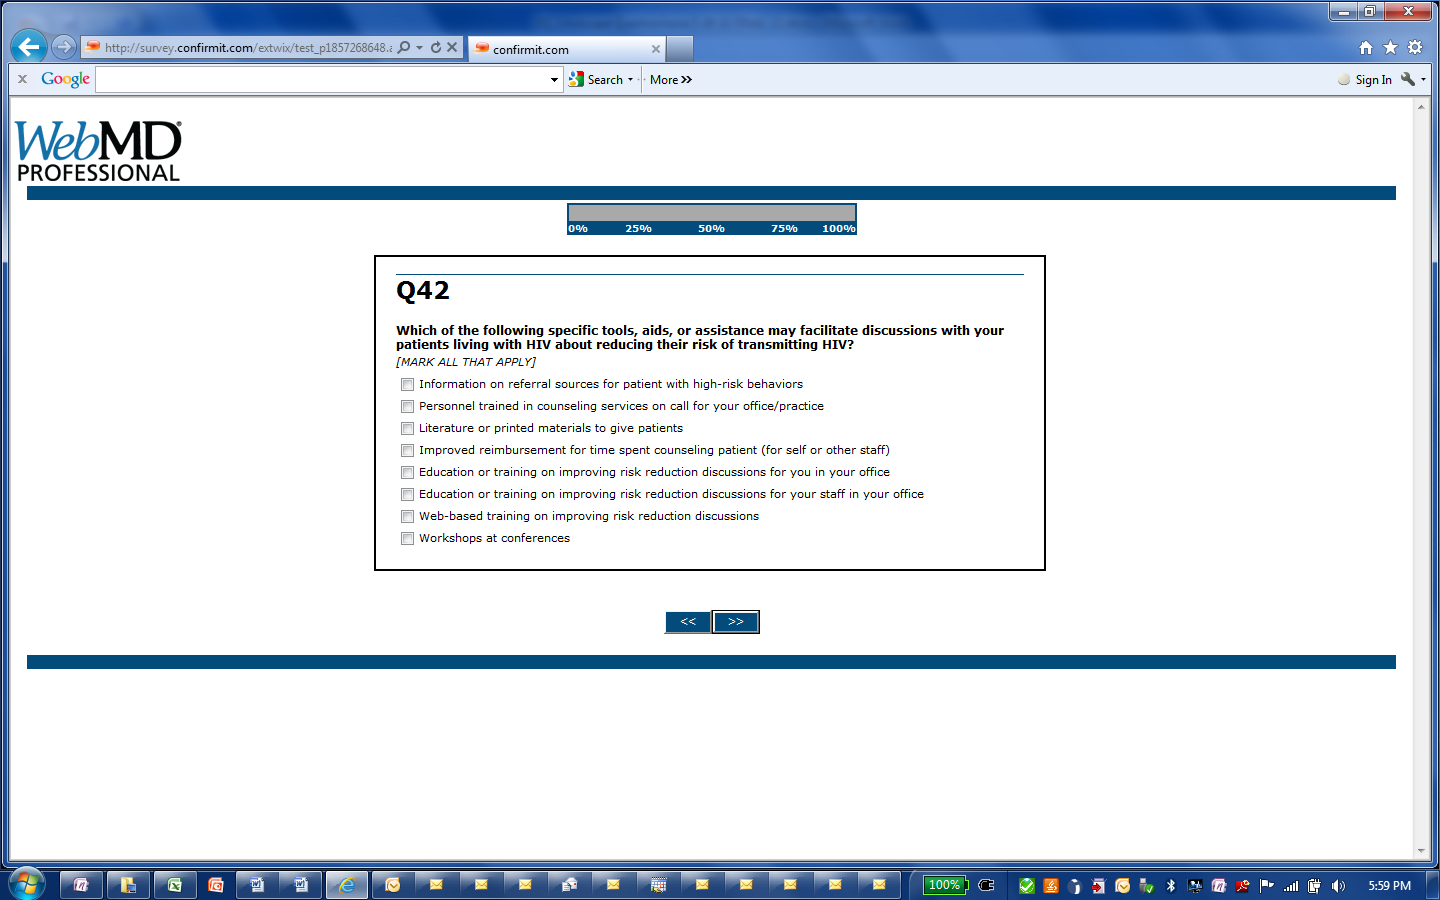 http://survey.confirmit.com/extwix/test_p1857268648.a
confirmit.com
Google
Search
More »
Sign In
WebMD®
PROFESSIONAL
0% 25% 50% 75% 100%
Q42
Which of the following specific tools, aids, or assistance may facilitate discussions with your
patients living with HIV about reducing their risk of transmitting HIV?
[MARK ALL THAT APPLY]
Information on referral sources for patient with high-risk behaviors
Personnel trained in counseling services on call for your office/practice
Literature or printed materials to give patients
Improved reimbursement for time spent counseling patient (for self or other staff)
Education or training on improving risk reduction discussions for you in your office
Education or training on improving risk reduction discussions for your staff in your office
Web-based training on improving risk reduction discussions
Workshops at conferences
<< >>
100%
5:59 PM